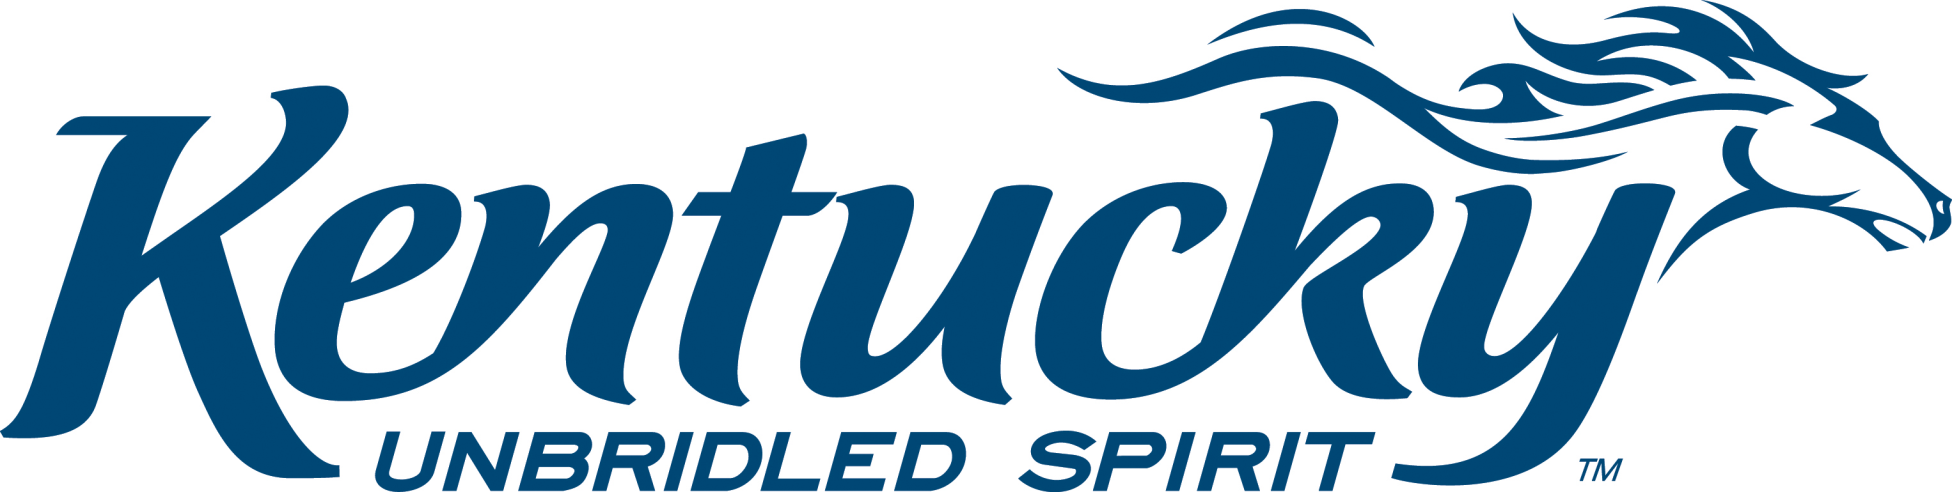 Kentucky
UNBRIDLED SPIRIT ™